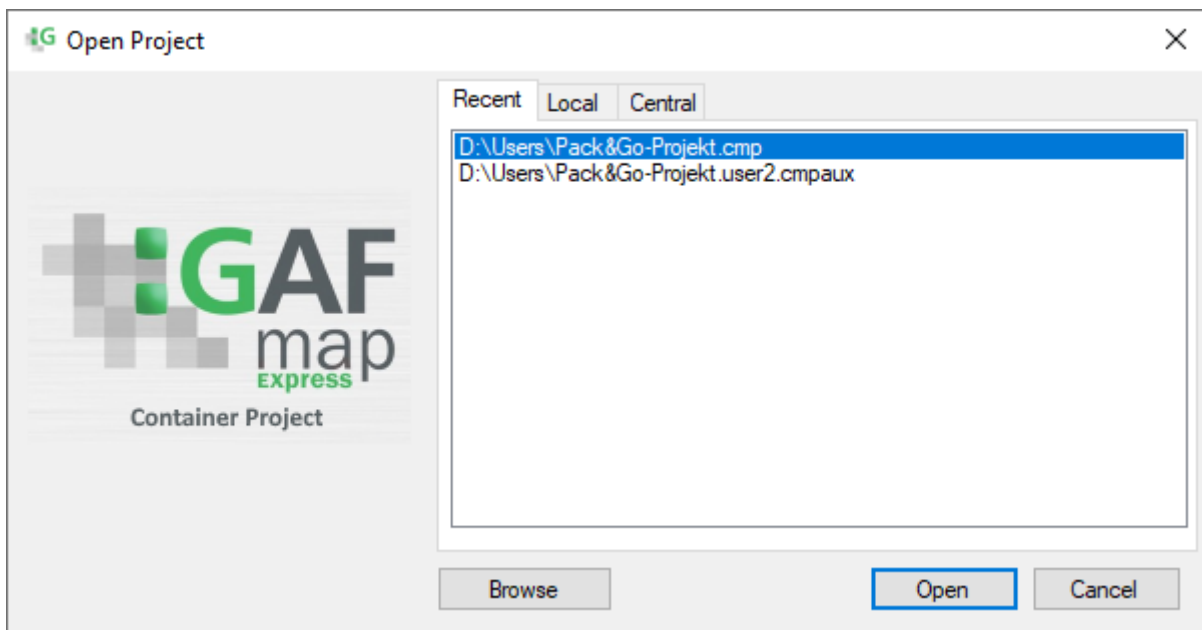 Open Project
Recent Local Central
D:\Users\Pack&Go-Projekt.cmp
D:\Users\Pack&Go-Projekt.user2.cmpaux
GAF
map
EXpress
Container Project
Browse Open Cancel